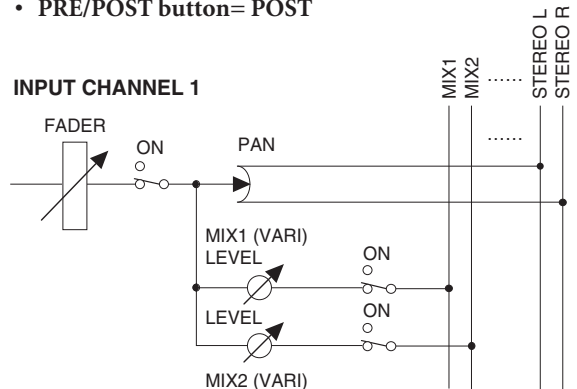 • PRE/POST button= POST
INPUT CHANNEL 1
MIX1
MIX2
......
STEREO L
STEREO R
FADER
ON
PAN
......
MIX1 (VARI)
LEVEL
ON
LEVEL
ON
MIX2 (VARI)